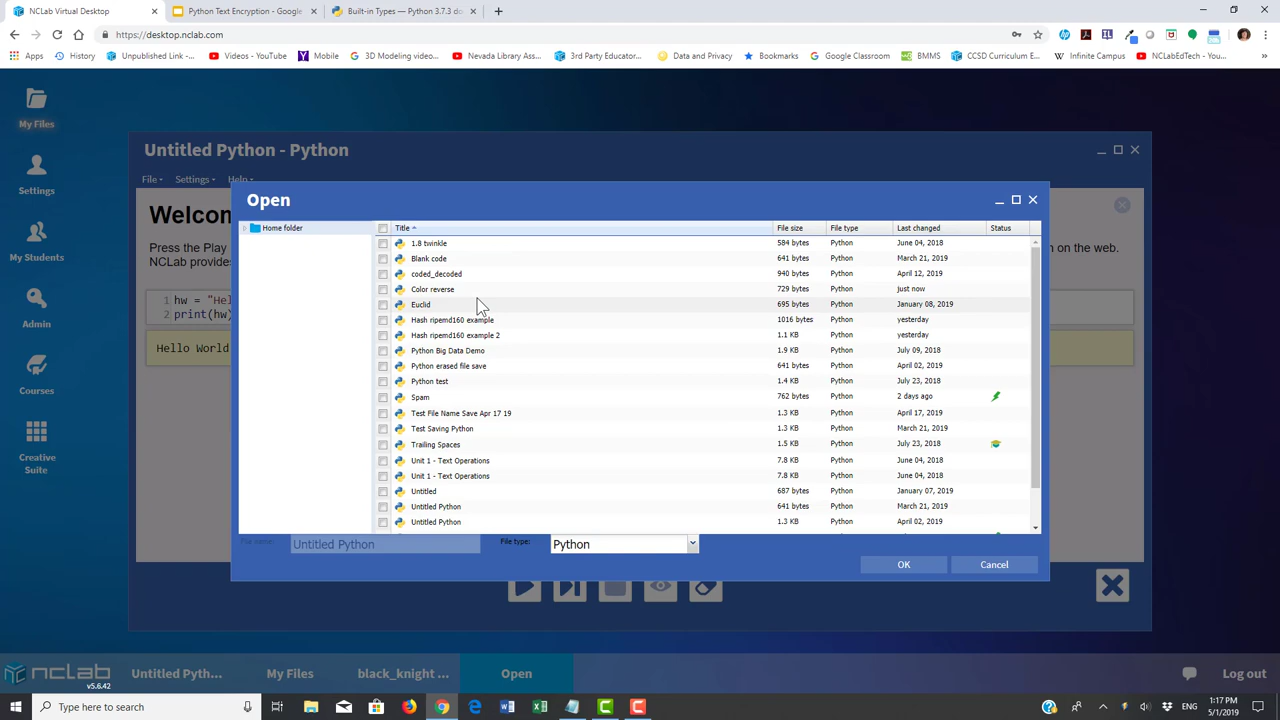 NCLab Virtual Desktop
Python Text Encryption - Google
Built-in Types — Python 3.7.3 do
https://desktop.nclab.com
Apps
History
Unpublished Link -...
Videos - YouTube
Mobile
3D Modeling video...
Nevada Library Ass...
3rd Party Educator...
Data and Privacy
Bookmarks
Google Classroom
BMMS
CCSD Curriculum E...
Infinite Campus
NCLabEdTech - Yu...
My Files
Settings
My Students
Admin
Courses
Creative
Suite
Untitled Python - Python
File
Settings
Help
Welcom
Press the Play
NCLab provides
on the web.
1 hw = "Hel
2 print(hw)
Hello World
Open
Home folder
Title File size File type Last changed Status
1.8 twinkle 584 bytes Python June 04, 2018
Blank code 641 bytes Python March 21, 2019
coded_decoded 940 bytes Python April 12, 2019
Color reverse 729 bytes Python just now
Euclid 695 bytes Python January 08, 2019
Hash ripemd160 example 1016 bytes Python yesterday
Hash ripemd160 example 2 1.1 KB Python yesterday
Python Big Data Demo 1.9 KB Python July 09, 2018
Python erased file save 641 bytes Python April 02, 2019
Python test 1.4 KB Python July 23, 2018
Spam 762 bytes Python 2 days ago
Test File Name Save Apr 17 19 1.3 KB Python April 17, 2019
Test Saving Python 1.3 KB Python March 21, 2019
Trailing Spaces 1.5 KB Python July 23, 2018
Unit 1 - Text Operations 7.8 KB Python June 04, 2018
Unit 1 - Text Operations 7.8 KB Python June 04, 2018
Untitled 687 bytes Python January 07, 2019
Untitled Python 641 bytes Python March 21, 2019
Untitled Python 1.3 KB Python April 02, 2019
File name: Untitled Python File type: Python
OK Cancel
nclab
v5.6.42
Untitled Pyth...
My Files
black_knight ...
Open
Log out
Type here to search
1:17 PM
5/1/2019